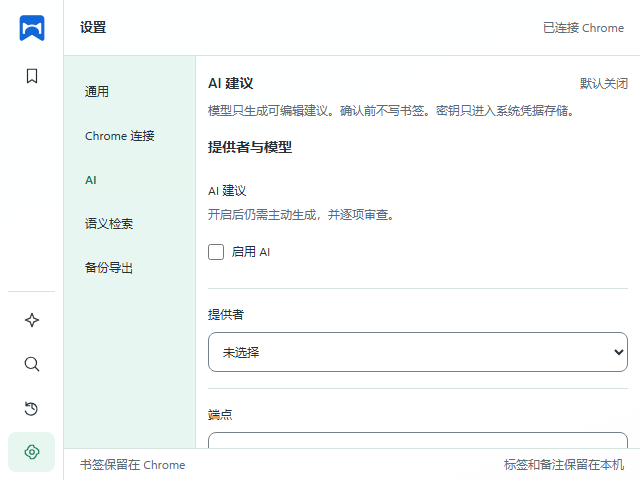 设置
已连接 Chrome
通用
Chrome 连接
AI
语义检索
备份导出
AI 建议
默认关闭
模型只生成可编辑建议。确认前不写书签。密钥只进入系统凭据存储。
提供者与模型
AI 建议
开启后仍需主动生成，并逐项审查。
启用 AI
提供者
未选择
端点
书签保留在 Chrome
标签和备注保留在本机